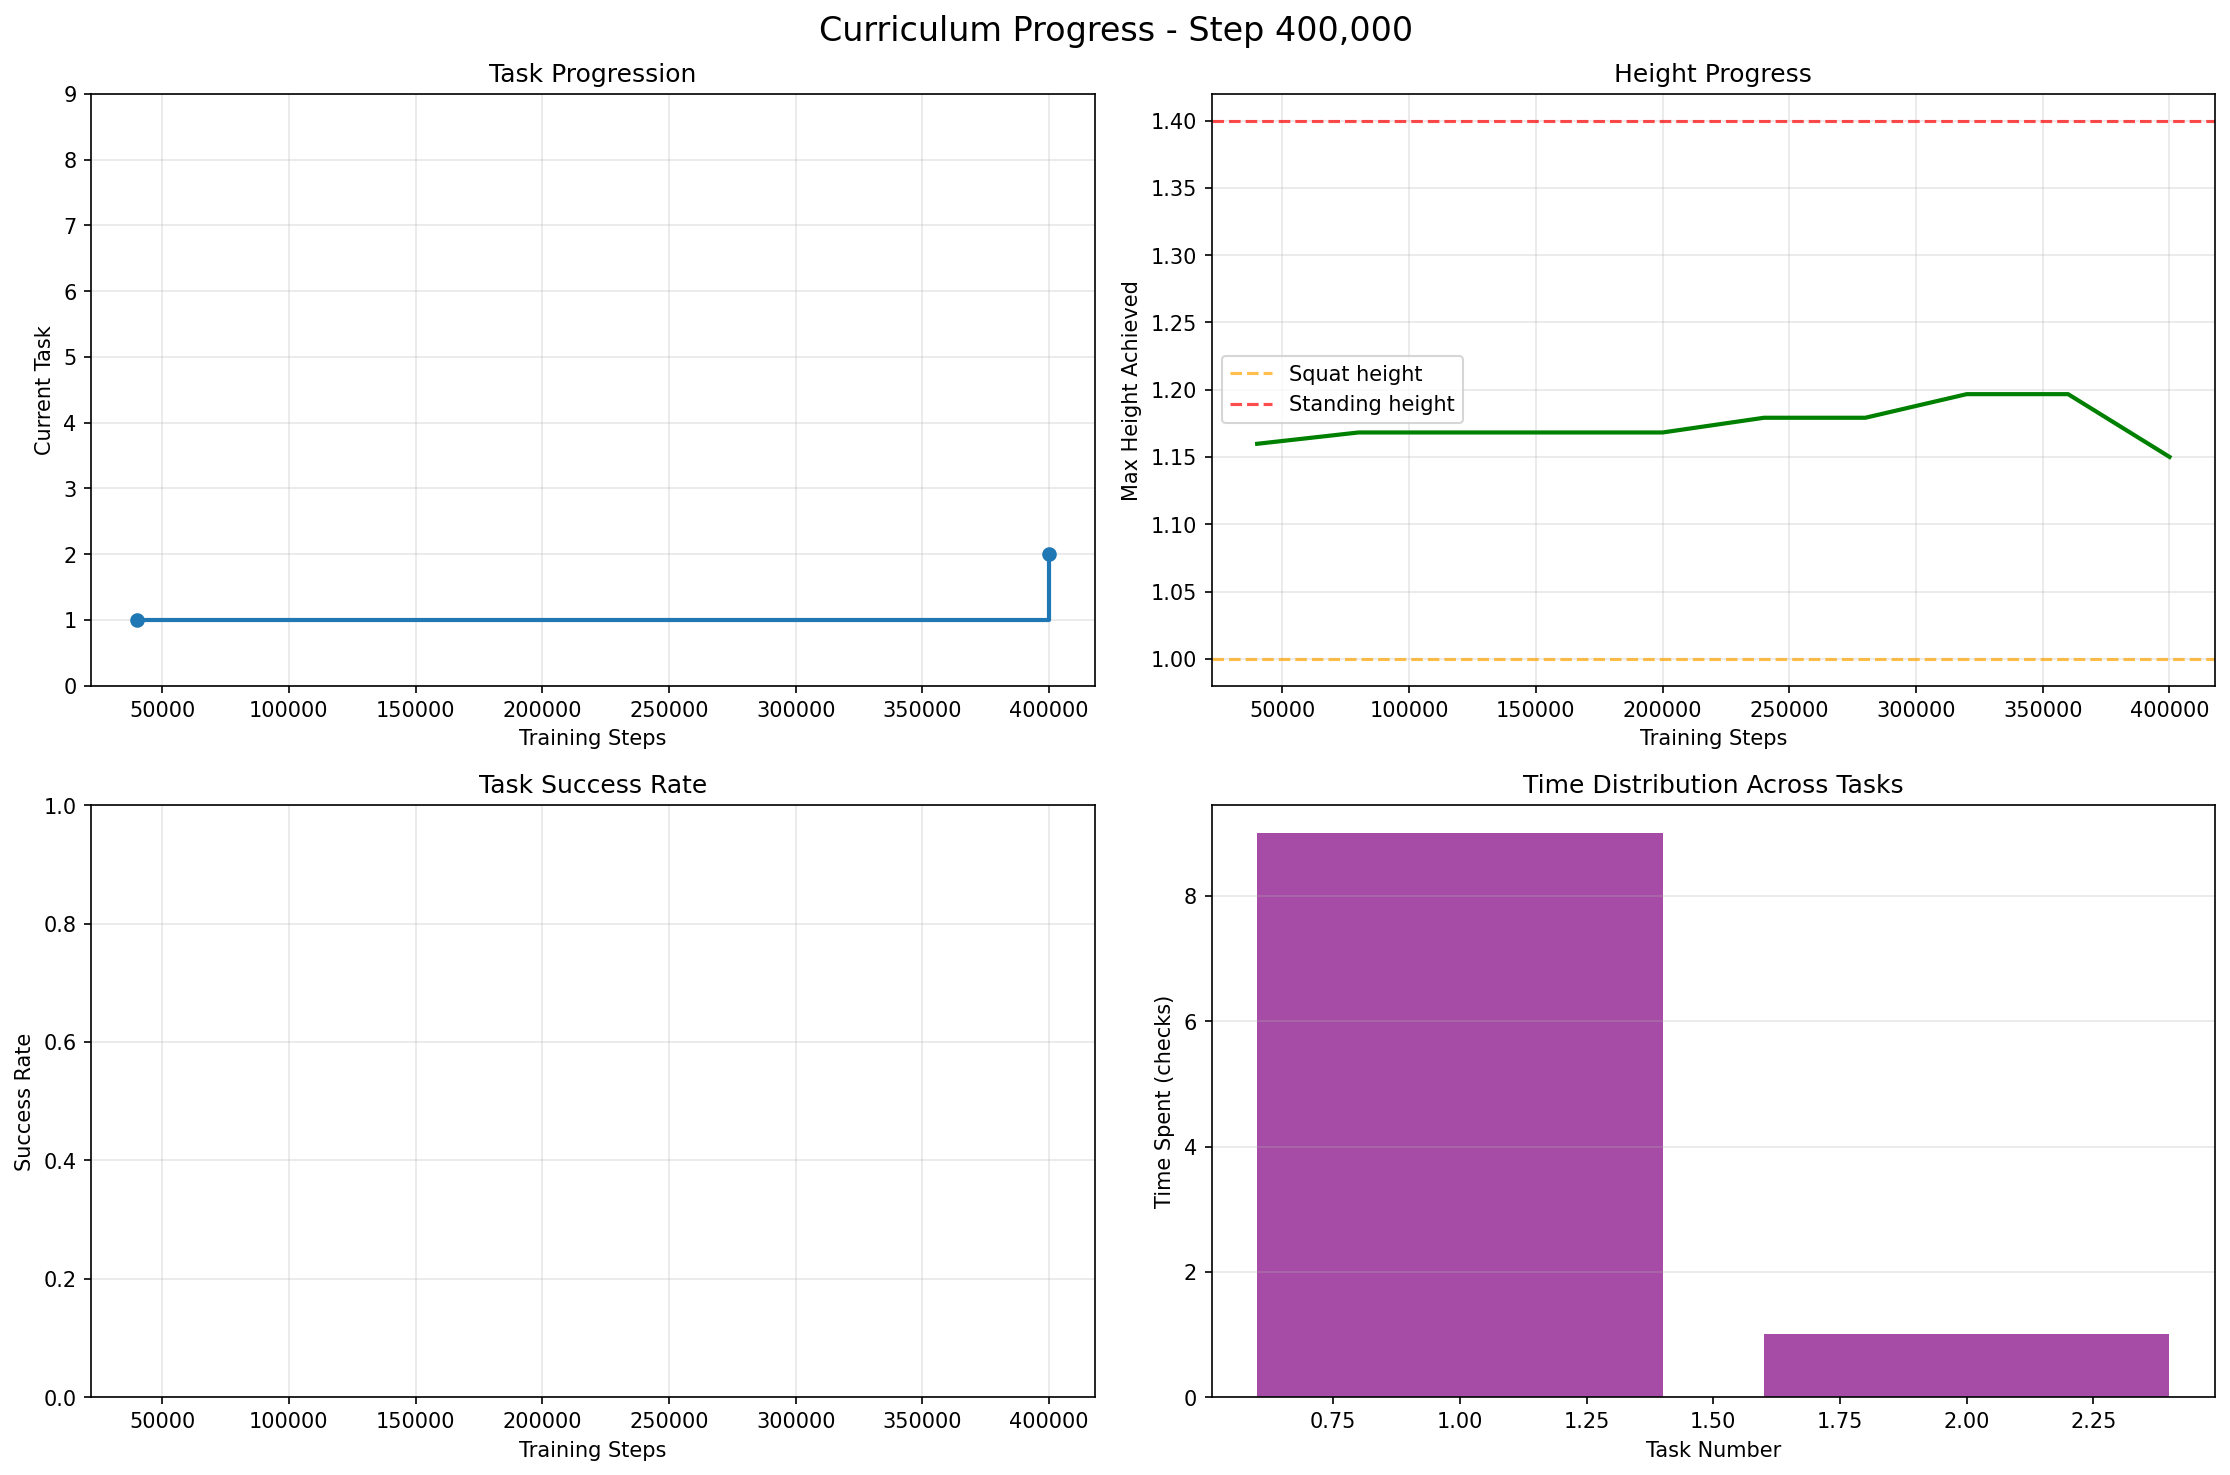 Curriculum Progress - Step 400,000
Task Progression
9
8
7
6
5
4
3
2
1
0
Current Task
50000 100000 150000 200000 250000 300000 350000 400000
Training Steps
Height Progress
1.40
1.35
1.30
1.25
1.20
1.15
1.10
1.05
1.00
Max Height Achieved
Squat height
Standing height
50000 100000 150000 200000 250000 300000 350000 400000
Training Steps
Task Success Rate
1.0
0.8
0.6
0.4
0.2
0.0
Success Rate
50000 100000 150000 200000 250000 300000 350000 400000
Training Steps
Time Distribution Across Tasks
8
6
4
2
0
Time Spent (checks)
0.75 1.00 1.25 1.50 1.75 2.00 2.25
Task Number